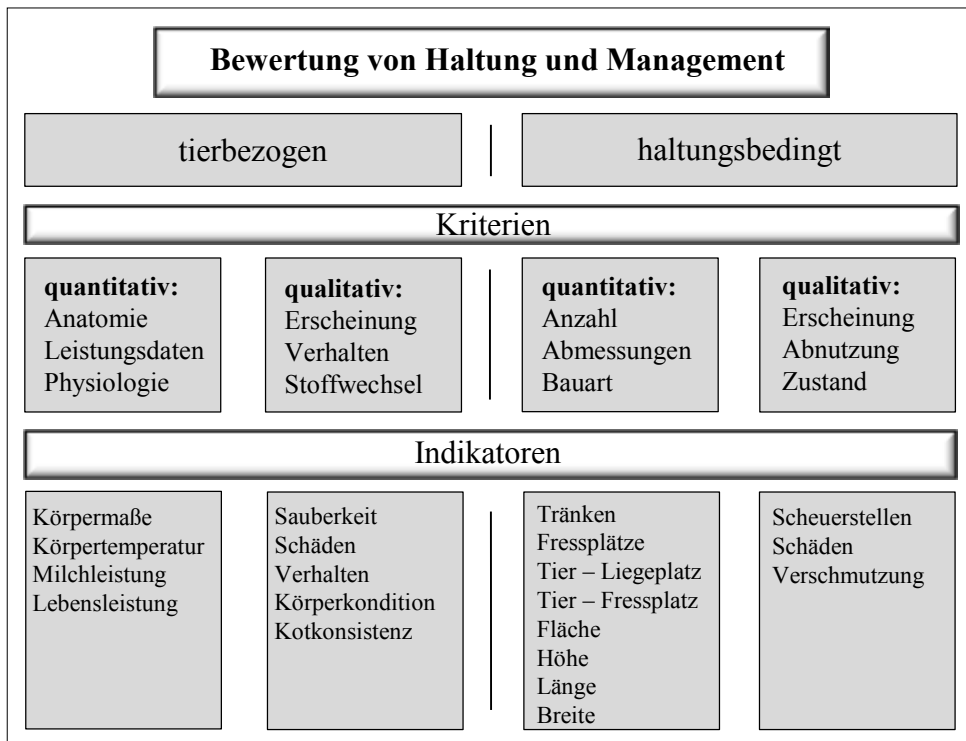 Bewertung von Haltung und Management
tierbezogen
haltungsbedingt
Kriterien
quantitativ:
Anatomie
Leistungsdaten
Physiologie
qualitativ:
Erscheinung
Verhalten
Stoffwechsel
quantitativ:
Anzahl
Abmessungen
Bauart
qualitativ:
Erscheinung
Abnutzung
Zustand
Indikatoren
Körpermaße
Körpertemperatur
Milchleistung
Lebensleistung
Sauberkeit
Schäden
Verhalten
Körperkondition
Kotkonsistenz
Tränken
Fressplätze
Tier – Liegeplatz
Tier – Fressplatz
Fläche
Höhe
Länge
Breite
Scheuerstellen
Schäden
Verschmutzung